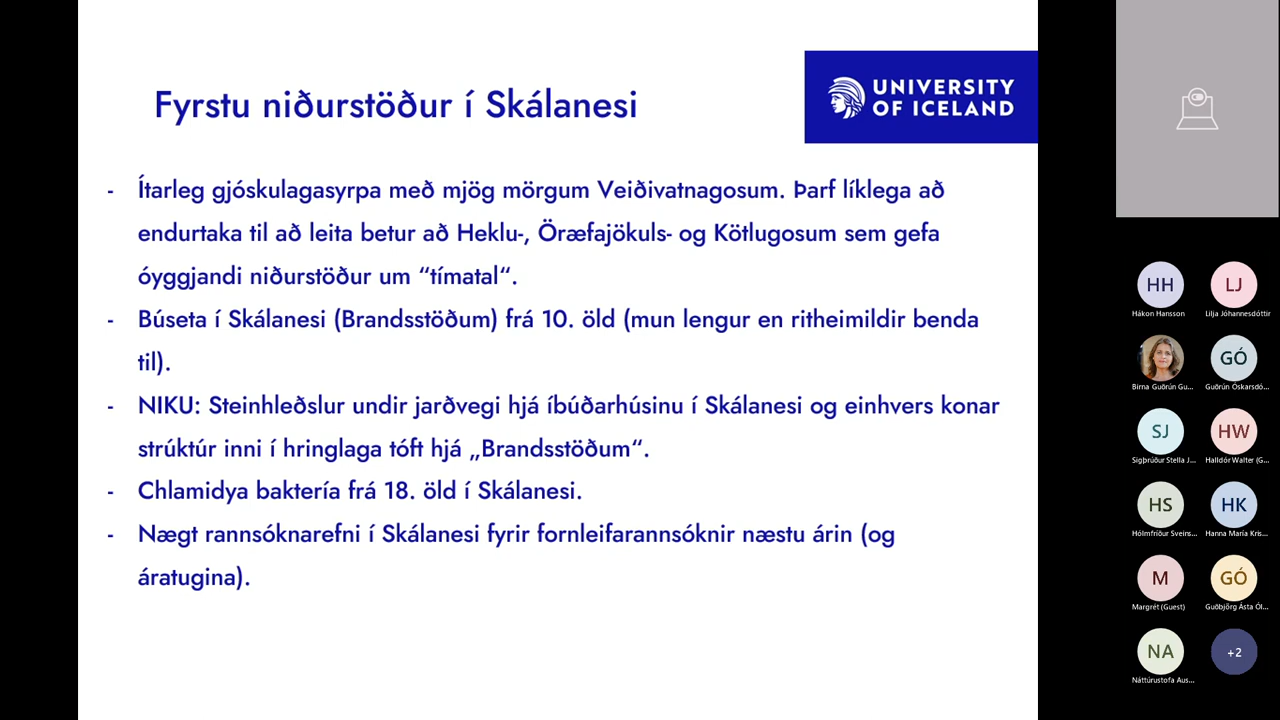 Fyrstu niðurstöður í Skálanesi
UNIVERSITY
OF ICELAND
- Ítarleg gjóskulagasyrpa með mjög mörgum Veiðivatnagosum. Þarf líklega að
endurtaka til að leita betur að Heklu-, Öræfajökuls- og Kötlugosum sem gefa
óyggjandi niðurstöður um “tímatal“.
- Búseta í Skálanesi (Brandsstöðum) frá 10. öld (mun lengur en ritheimildir benda
til).
- NIKU: Steinhleðslur undir jarðvegi hjá íbúðarhúsinu í Skálanesi og einhvers konar
strúktúr inni í hringlaga tóft hjá „Brandsstöðum“.
- Chlamidya baktería frá 18. öld í Skálanesi.
- Nægt rannsóknarefni í Skálanesi fyrir fornleifarannsóknir næstu árin (og
áratugina).
HH
LJ
Hákon Hansson
Lilja Jóhannesdóttir
GÓ
Birna Guðrún Gu...
Guðrún Óskarsdó...
SJ
HW
Sigþrúður Stella J...
Halldór Walter (G...
HS
HK
Hólmfríður Sveins...
Hanna María Kris...
M
GÓ
Margrét (Guest)
Guðbjörg Ásta Ól...
NA
+2
Náttúrustofa Aus...